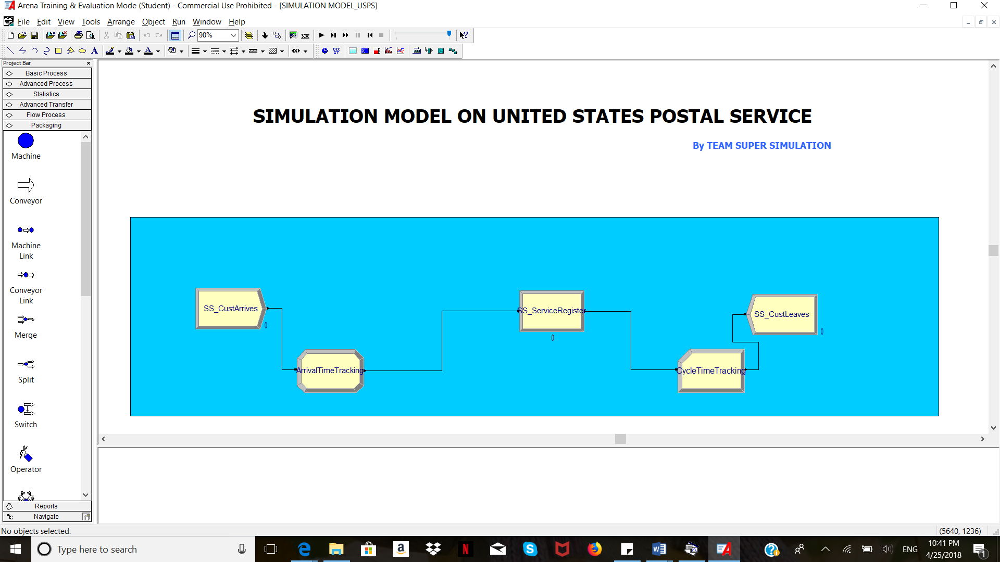 Arena Training & Evaluation Mode (Student) - Commercial Use Prohibited - [SIMULATION MODEL_USPS]
File Edit View Tools Arrange Object Run Window Help
90%
Project Bar
Basic Process
Advanced Process
Statistics
Advanced Transfer
Flow Process
Packaging
Machine
Conveyor
Machine
Link
Conveyor
Link
Merge
Split
Switch
Operator
Reports
Navigate
SIMULATION MODEL ON UNITED STATES POSTAL SERVICE
By TEAM SUPER SIMULATION
SS_CustArrives
0
ArrivalTimeTracking
SS_ServiceRegister
0
CycleTimeTracking
SS_CustLeaves
0
No objects selected.
(5640, 1236)
Type here to search
ENG
10:41 PM
4/25/2018
1